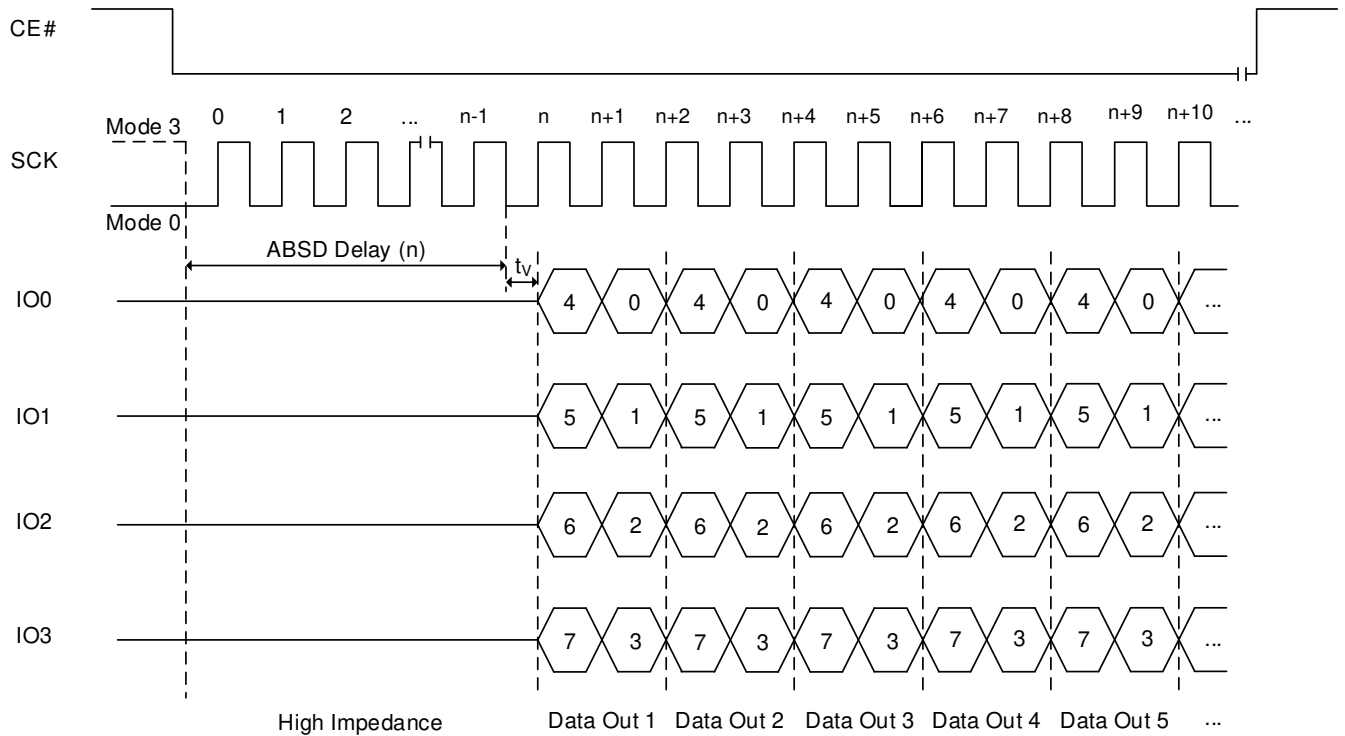 CE#
0 1 2 ... n-1 n n+1 n+2 n+3 n+4 n+5 n+6 n+7 n+8 n+9 n+10 ...
Mode 3
SCK
Mode 0
ABSD Delay (n)
tV
IO0 4 0 4 0 4 0 4 0 4 0 ...
IO1 5 1 5 1 5 1 5 1 5 1 ...
IO2 6 2 6 2 6 2 6 2 6 2 ...
IO3 7 3 7 3 7 3 7 3 7 3 ...
High Impedance Data Out 1 Data Out 2 Data Out 3 Data Out 4 Data Out 5 ...